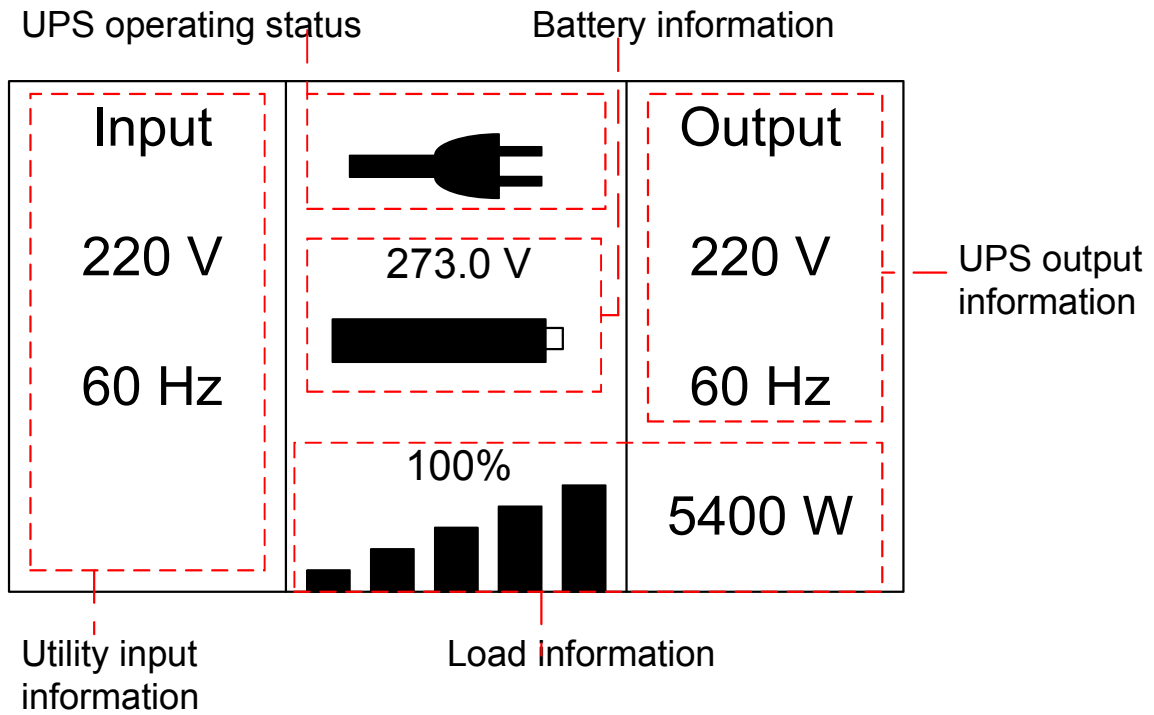 UPS operating status
Battery information
Input
220 V
60 Hz
273.0 V
100%
Output
220 V
60 Hz
5400 W
UPS output
information
Utility input
information
Load information